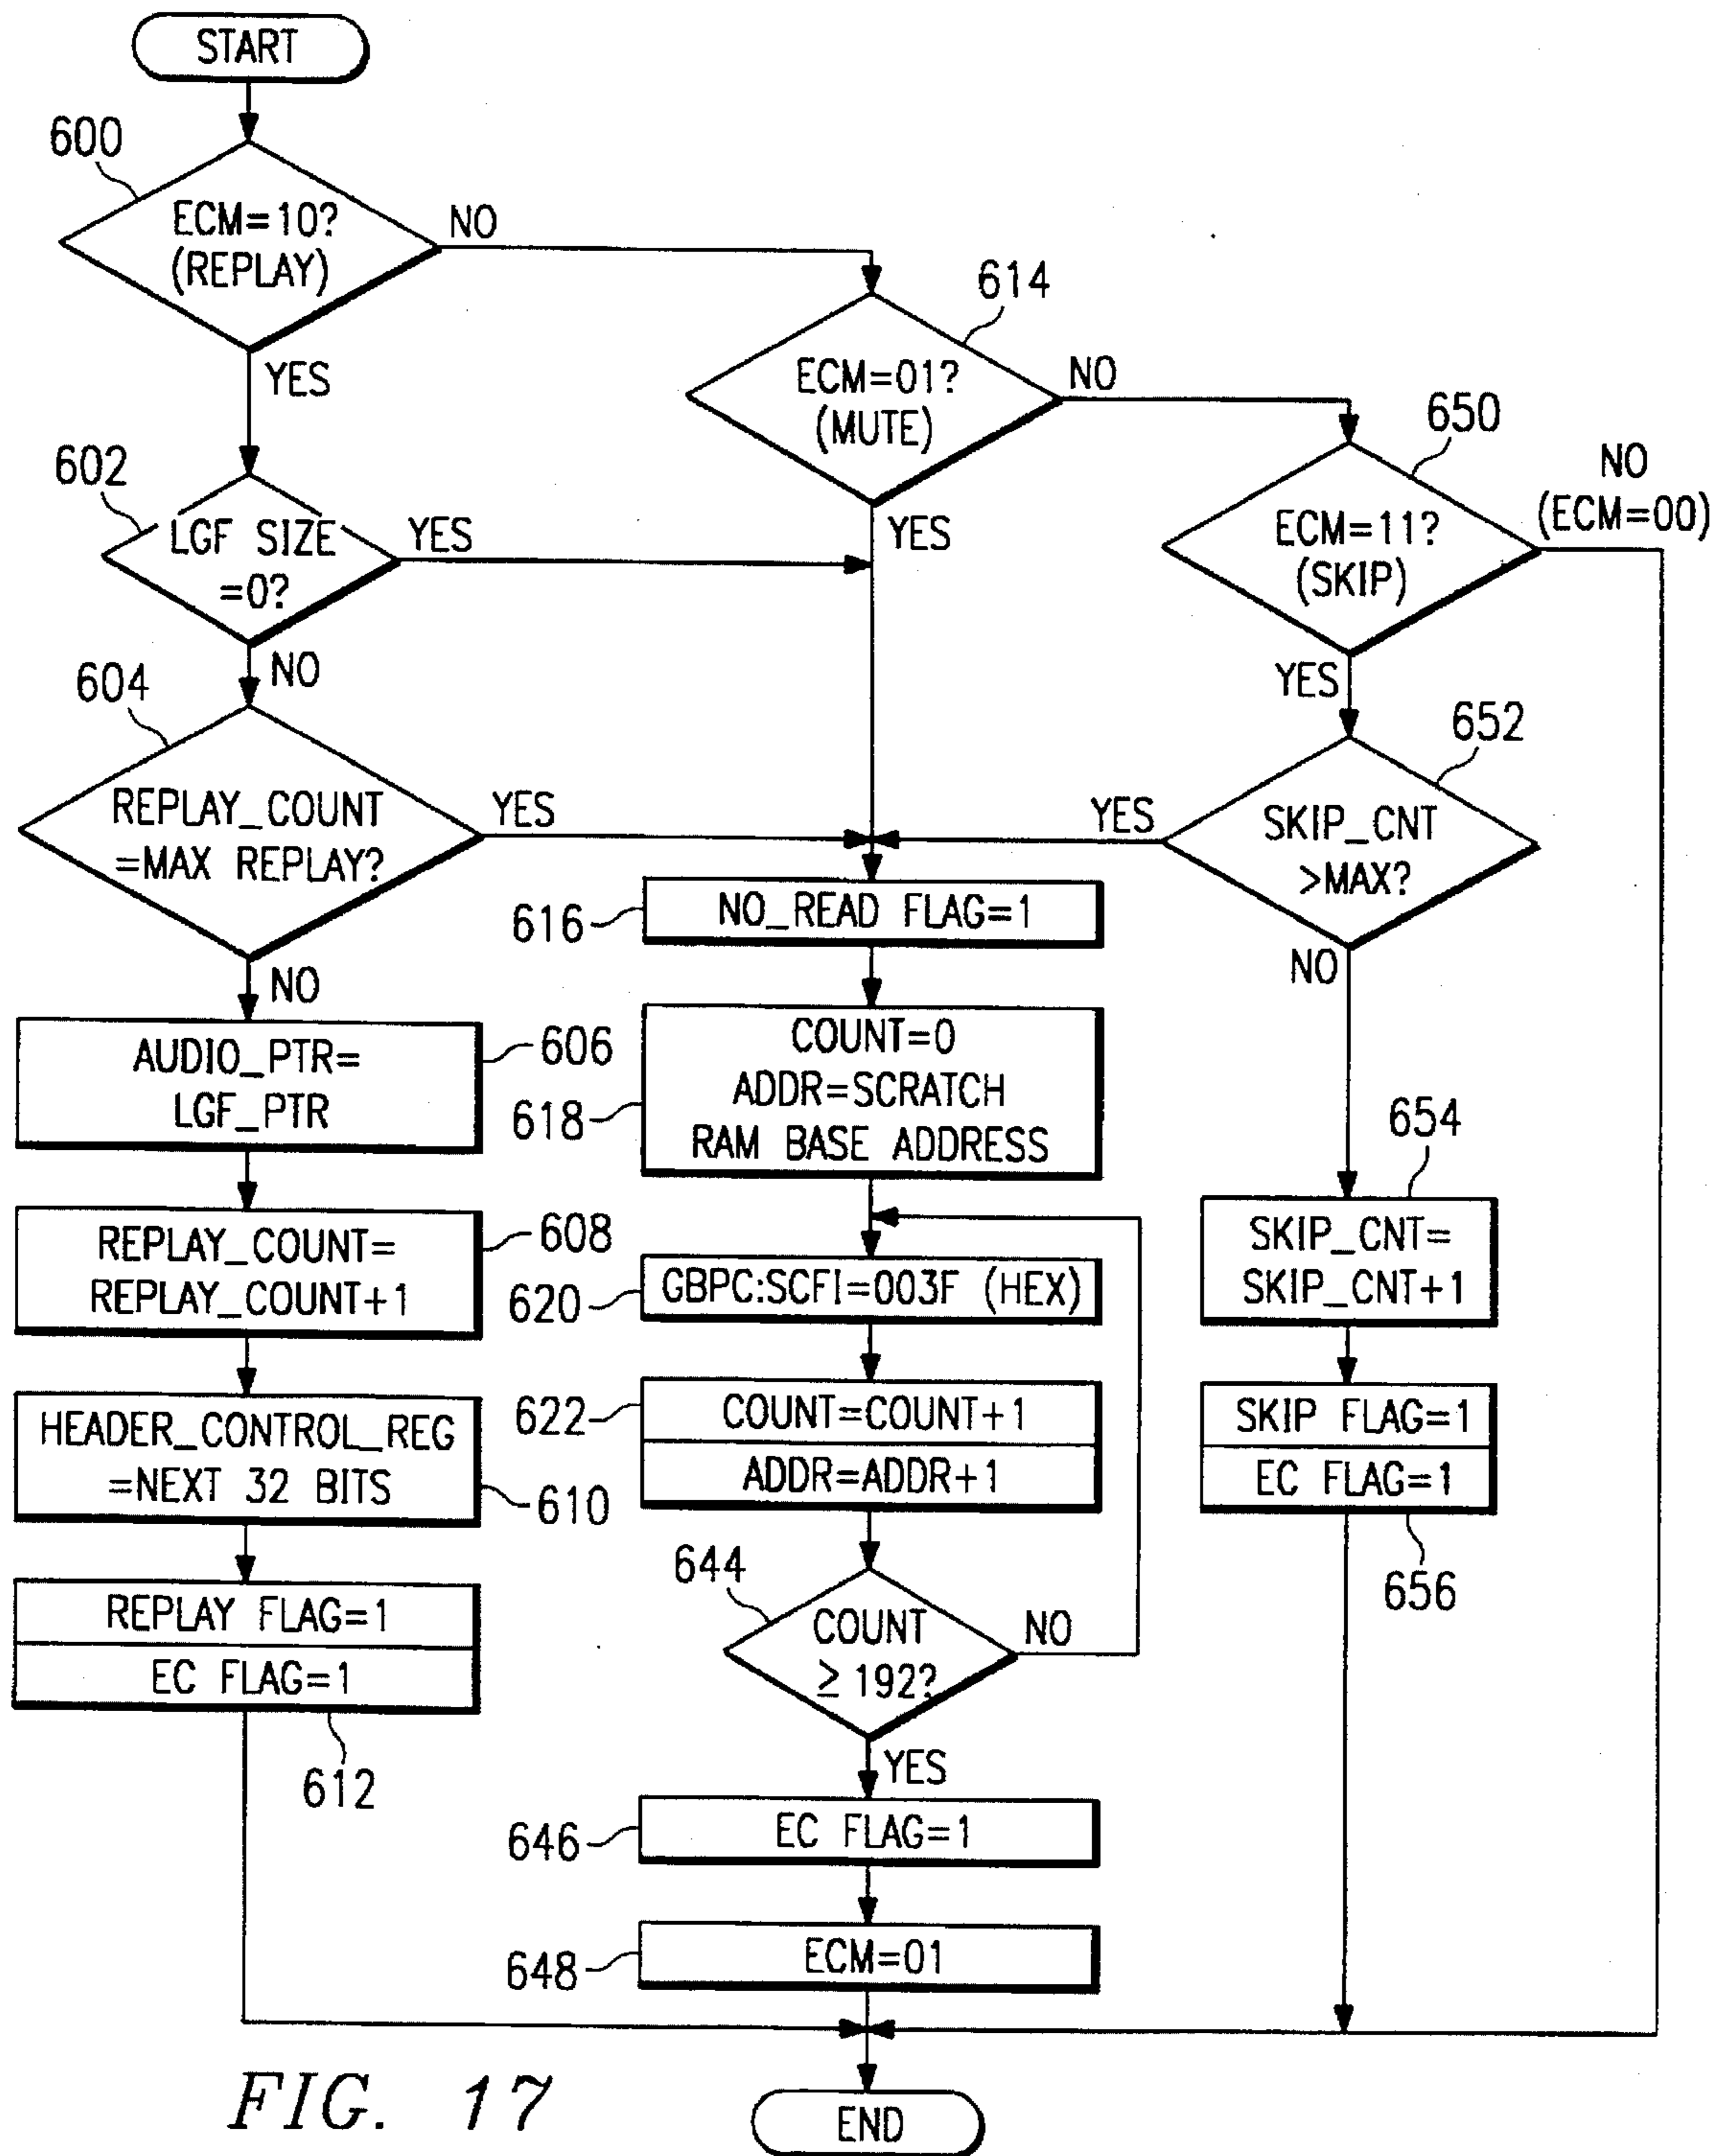 START
600
ECM=10?
(REPLAY)
NO
YES
614
ECM=01?
(MUTE)
NO
YES
650
ECM=11?
(SKIP)
NO
(ECM=00)
YES
602
LGF SIZE
=0?
YES
NO
604
REPLAY_COUNT
=MAX REPLAY?
YES
NO
652
SKIP_CNT
>MAX?
YES
NO
616
NO_READ FLAG=1
606
AUDIO_PTR=
LGF_PTR
618
COUNT=0
ADDR=SCRATCH
RAM BASE ADDRESS
654
SKIP_CNT=
SKIP_CNT+1
608
REPLAY_COUNT=
REPLAY_COUNT+1
620
GBPC:SCFI=003F (HEX)
622
COUNT=COUNT+1
ADDR=ADDR+1
SKIP FLAG=1
EC FLAG=1
656
HEADER_CONTROL_REG
=NEXT 32 BITS
610
644
COUNT
≥ 192?
NO
YES
REPLAY FLAG=1
EC FLAG=1
612
646
EC FLAG=1
648
ECM=01
END
FIG. 17